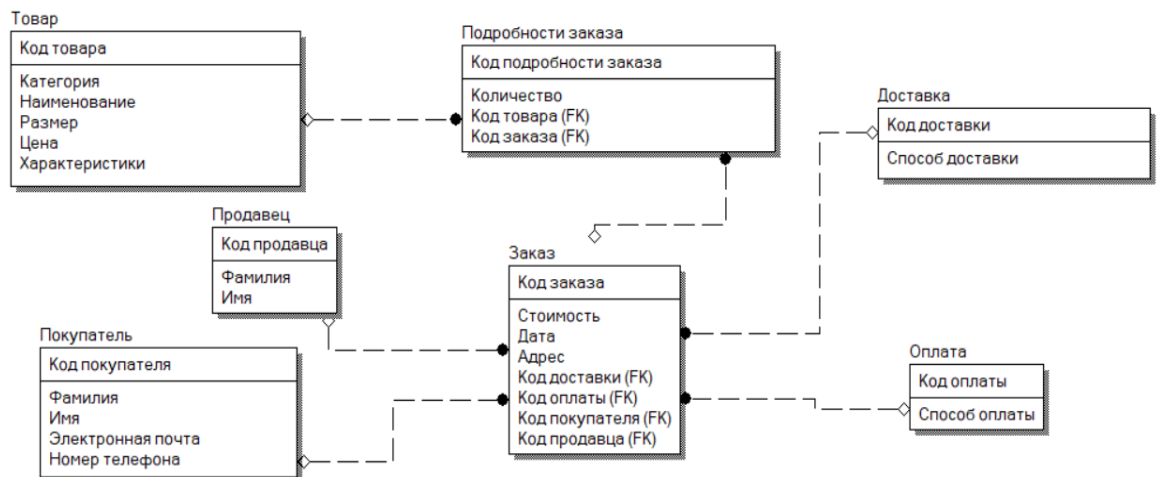 Товар
Код товара
Категория
Наименование
Размер
Цена
Характеристики
Подробности заказа
Код подробности заказа
Количество
Код товара (FK)
Код заказа (FK)
Доставка
Код доставки
Способ доставки
Продавец
Код продавца
Фамилия
Имя
Заказ
Код заказа
Стоимость
Дата
Адрес
Код доставки (FK)
Код оплаты (FK)
Код покупателя (FK)
Код продавца (FK)
Покупатель
Код покупателя
Фамилия
Имя
Электронная почта
Номер телефона
Оплата
Код оплаты
Способ оплаты